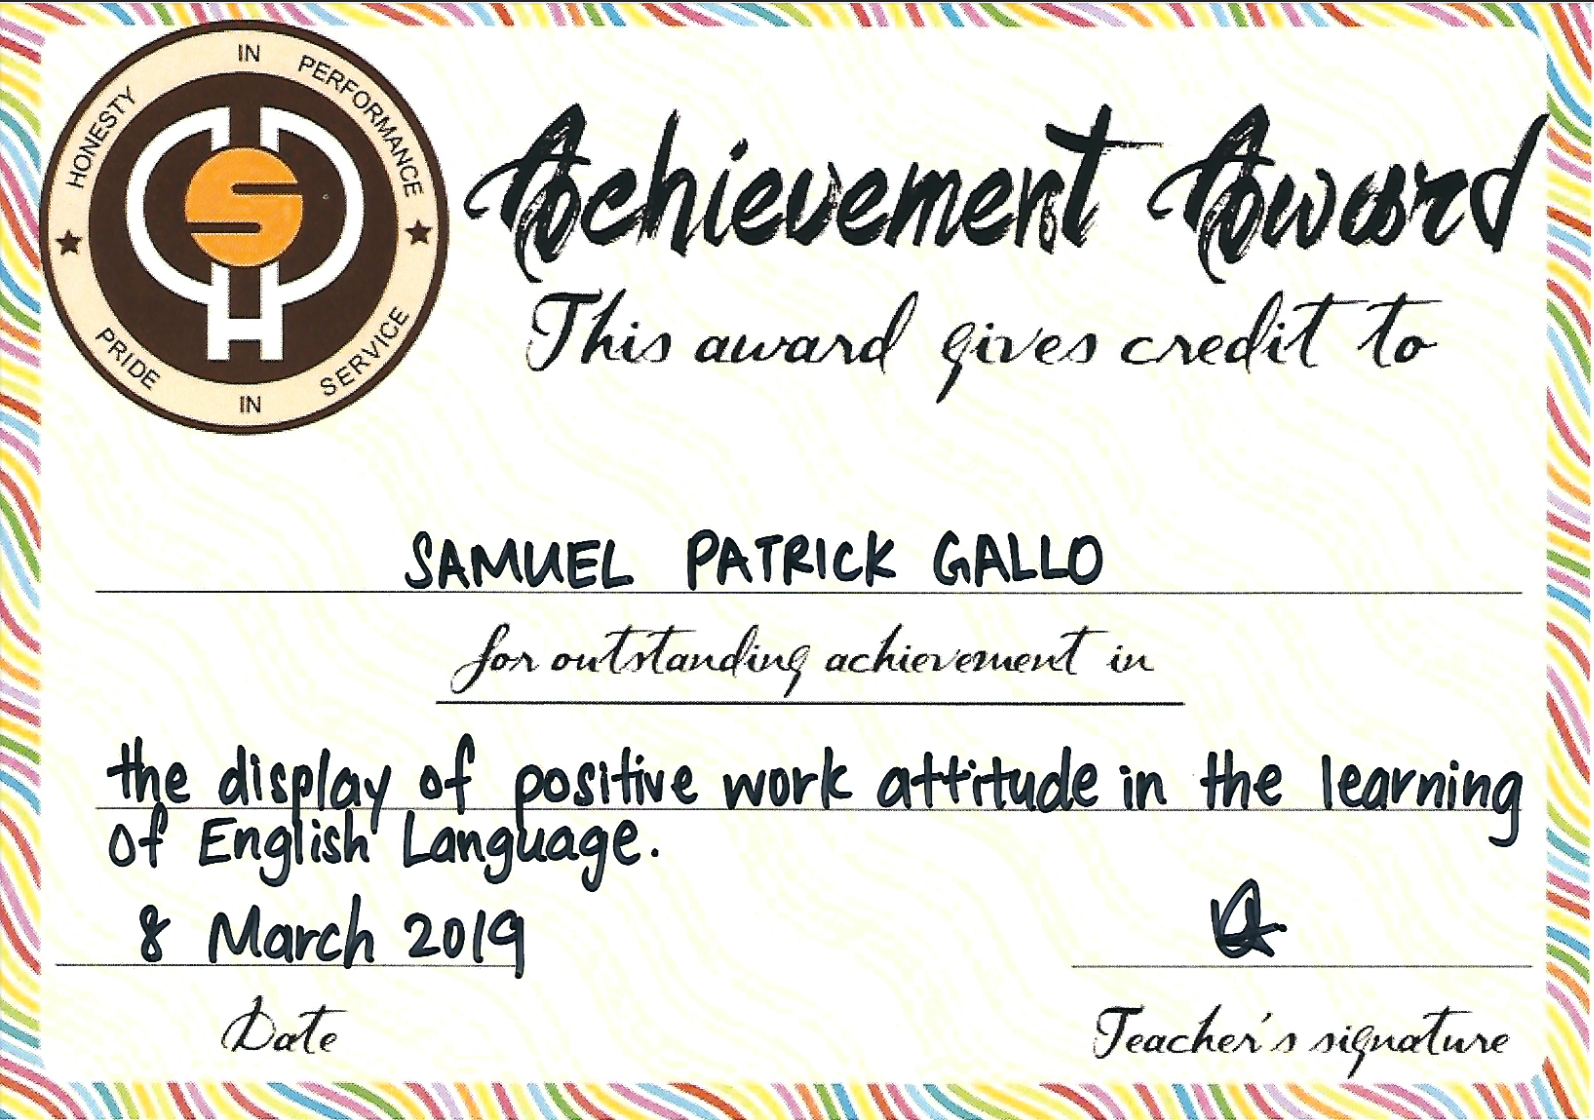 HONESTY IN PERFORMANCE
PRIDE IN SERVICE
S
Achievement Award
This award gives credit to
SAMUEL PATRICK GALLO
for outstanding achievement in
the display of positive work attitude in the learning
of English Language.
8 March 2019
Date
Teacher's signature